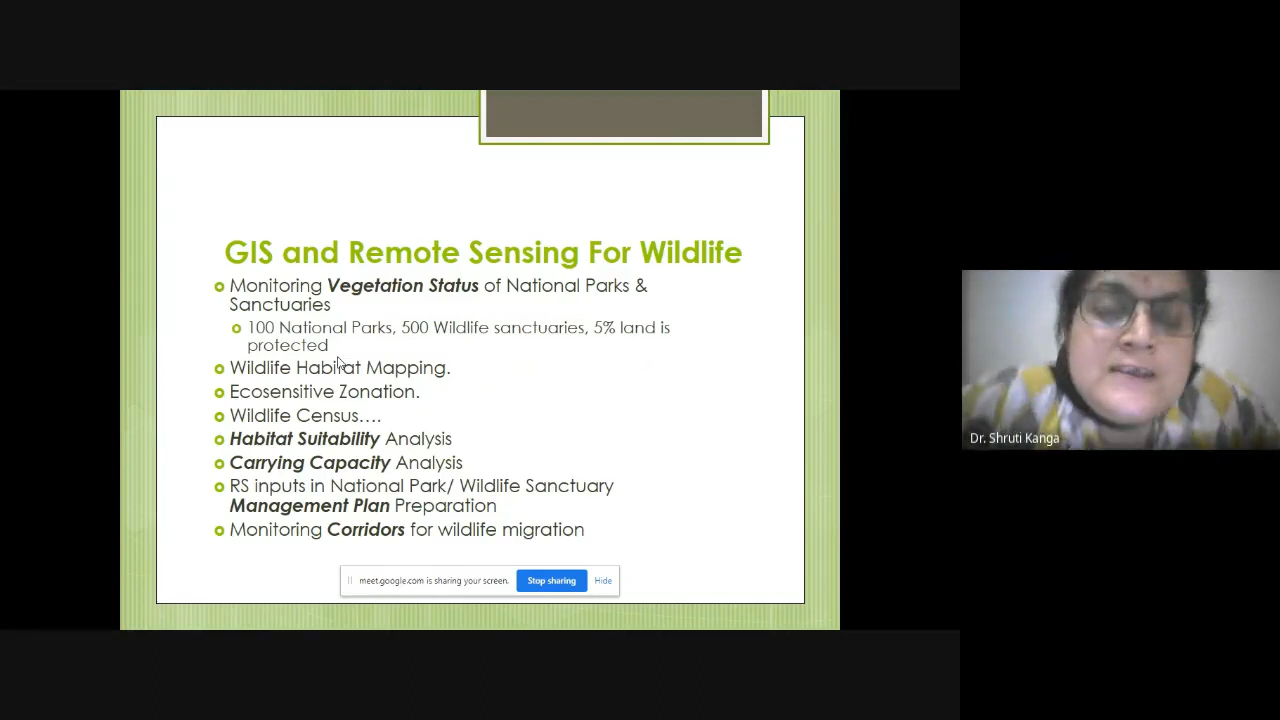 GIS and Remote Sensing For Wildlife
Monitoring Vegetation Status of National Parks &
Sanctuaries
100 National Parks, 500 Wildlife sanctuaries, 5% land is
protected
Wildlife Habitat Mapping.
Ecosensitive Zonation.
Wildlife Census....
Habitat Suitability Analysis
Carrying Capacity Analysis
RS inputs in National Park/ Wildlife Sanctuary
Management Plan Preparation
Monitoring Corridors for wildlife migration
meet.google.com is sharing your screen. Stop sharing Hide
Dr. Shruti Kanga